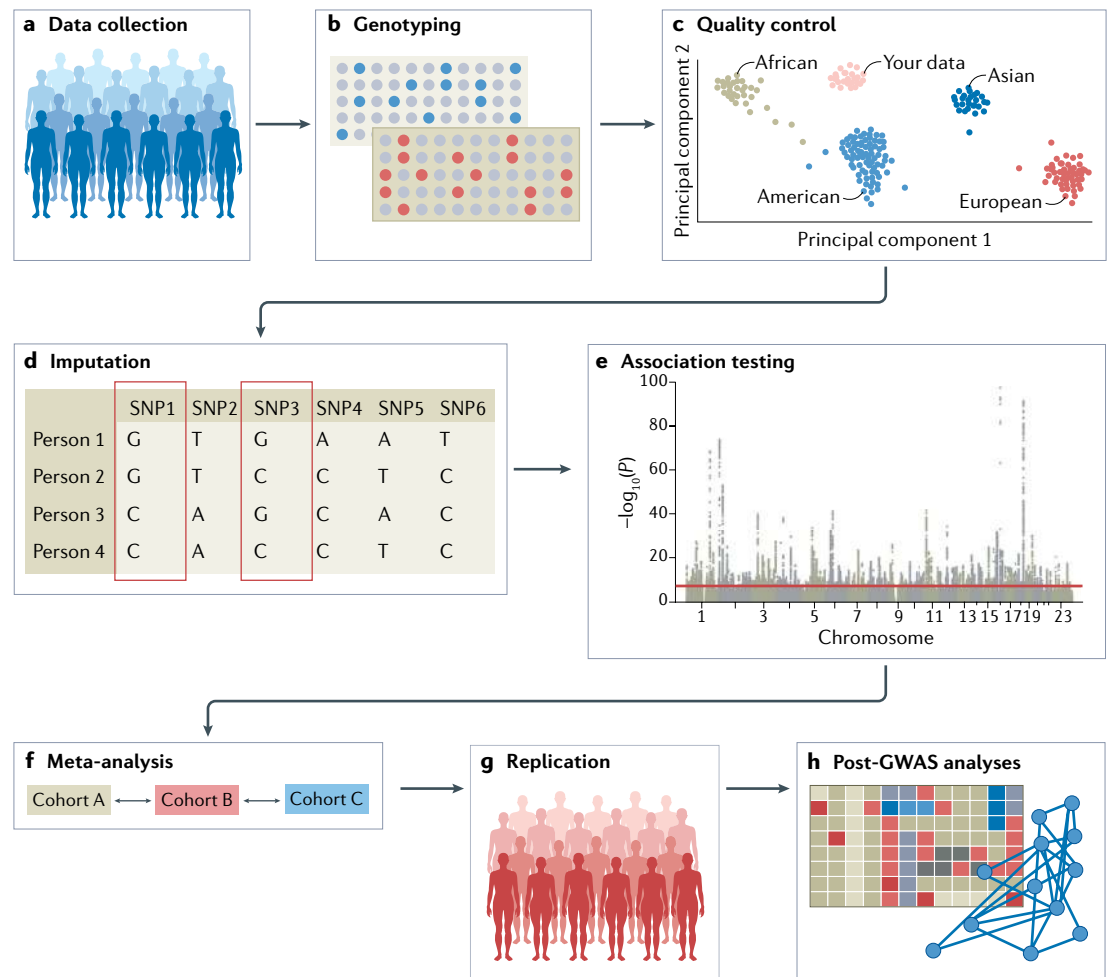 a Data collection
b Genotyping
c Quality control
Principal component 2
African
Your data
Asian
American
European
Principal component 1
d Imputation
SNP1 SNP2 SNP3 SNP4 SNP5 SNP6
Person 1 G T G A A T
Person 2 G T C C T C
Person 3 C A G C A C
Person 4 C A C C T C
e Association testing
–log10(P)
100
80
60
40
20
0
1 3 5 7 9 11 13 15 17 19 23
Chromosome
f Meta-analysis
Cohort A Cohort B Cohort C
g Replication
h Post-GWAS analyses